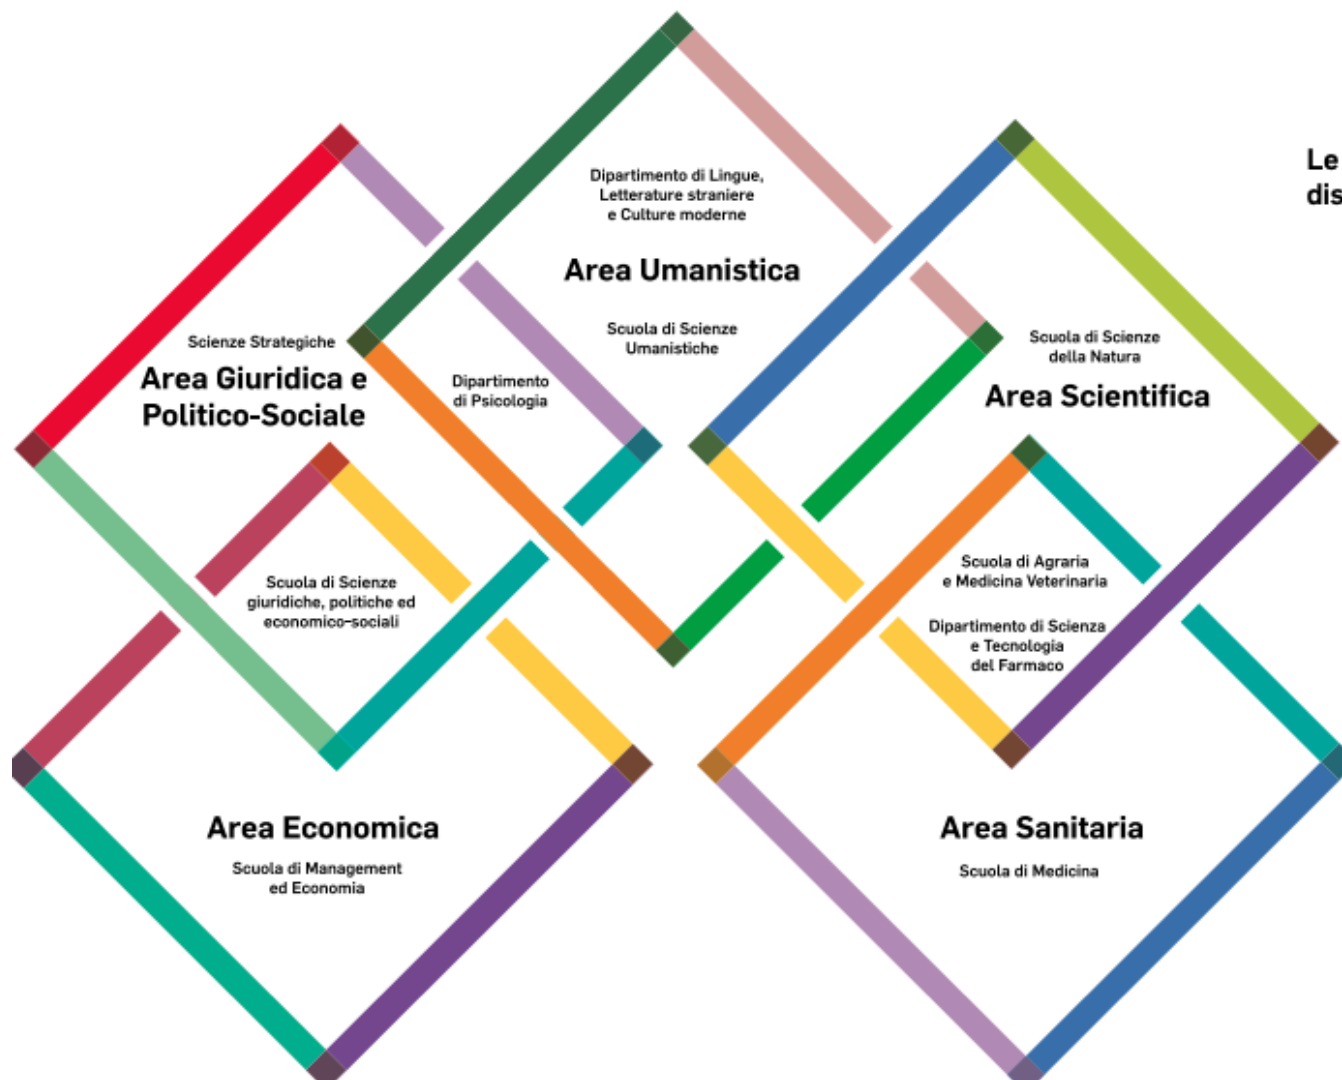 Dipartimento di Lingue,
Letterature straniere
e Culture moderne
Area Umanistica
Scuola di Scienze
Umanistiche
Le
dis
Scienze Strategiche
Area Giuridica e
Politico-Sociale
Dipartimento
di Psicologia
Scuola di Scienze
della Natura
Area Scientifica
Scuola di Scienze
giuridiche, politiche ed
economico-sociali
Scuola di Agraria
e Medicina Veterinaria
Dipartimento di Scienza
e Tecnologia
del Farmaco
Area Economica
Scuola di Management
ed Economia
Area Sanitaria
Scuola di Medicina